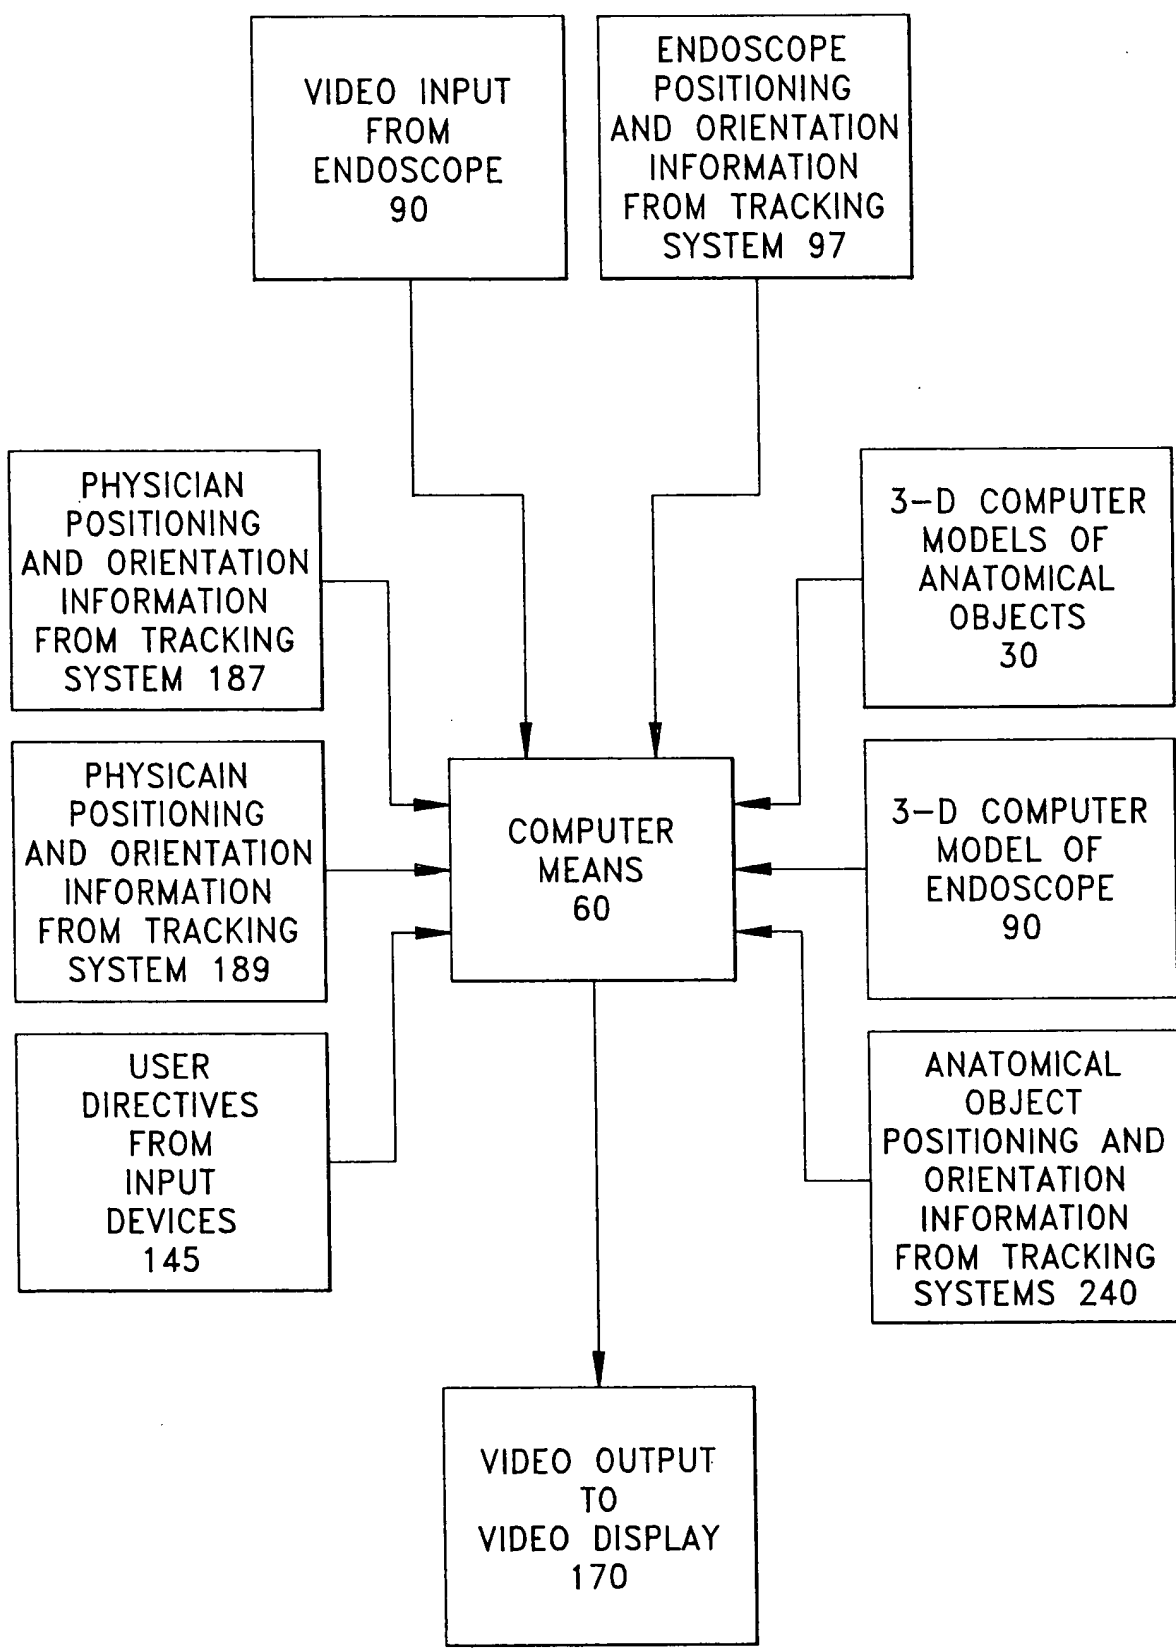 VIDEO INPUT
FROM
ENDOSCOPE
90
ENDOSCOPE
POSITIONING
AND ORIENTATION
INFORMATION
FROM TRACKING
SYSTEM 97
PHYSICIAN
POSITIONING
AND ORIENTATION
INFORMATION
FROM TRACKING
SYSTEM 187
3-D COMPUTER
MODELS OF
ANATOMICAL
OBJECTS
30
PHYSICAIN
POSITIONING
AND ORIENTATION
INFORMATION
FROM TRACKING
SYSTEM 189
COMPUTER
MEANS
60
3-D COMPUTER
MODEL OF
ENDOSCOPE
90
USER
DIRECTIVES
FROM
INPUT
DEVICES
145
ANATOMICAL
OBJECT
POSITIONING AND
ORIENTATION
INFORMATION
FROM TRACKING
SYSTEMS 240
VIDEO OUTPUT
TO
VIDEO DISPLAY
170